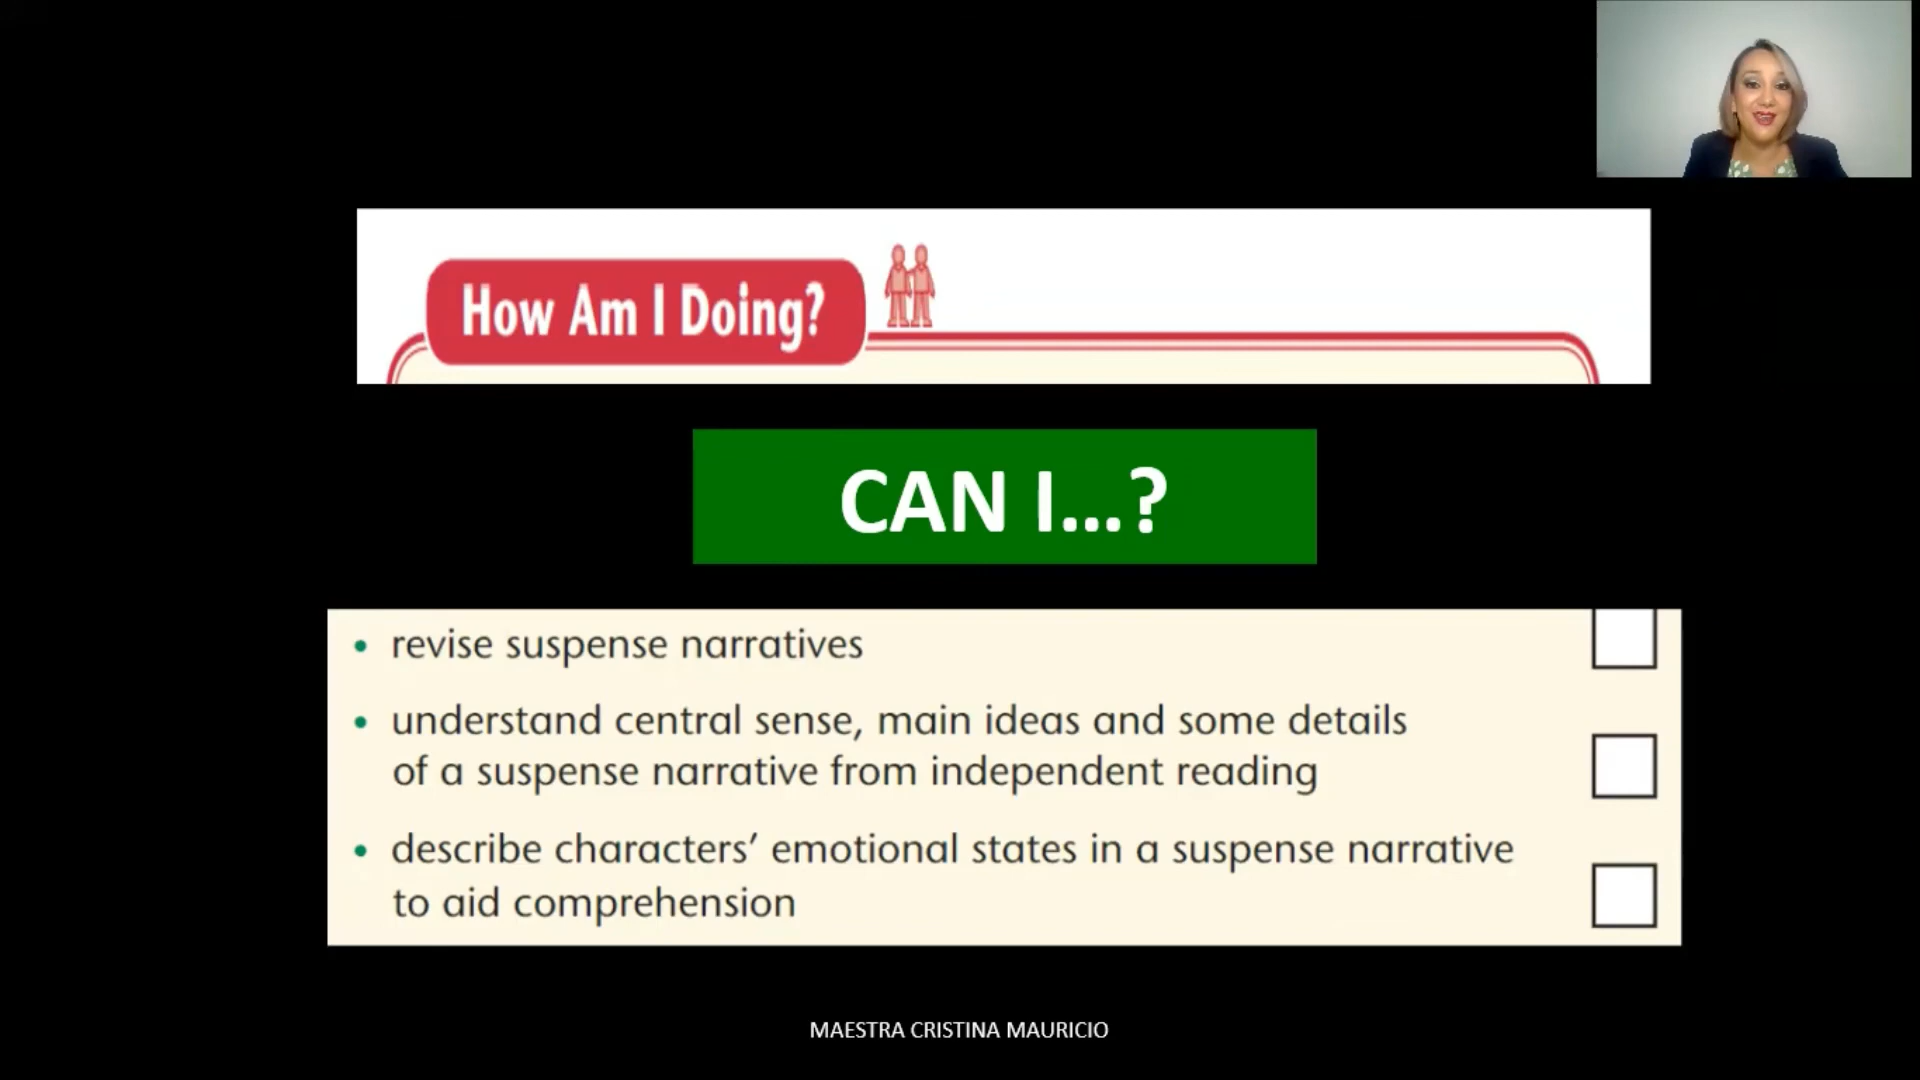 How Am I Doing?
CAN I...?
• revise suspense narratives
• understand central sense, main ideas and some details
of a suspense narrative from independent reading
• describe characters’ emotional states in a suspense narrative
to aid comprehension
MAESTRA CRISTINA MAURICIO